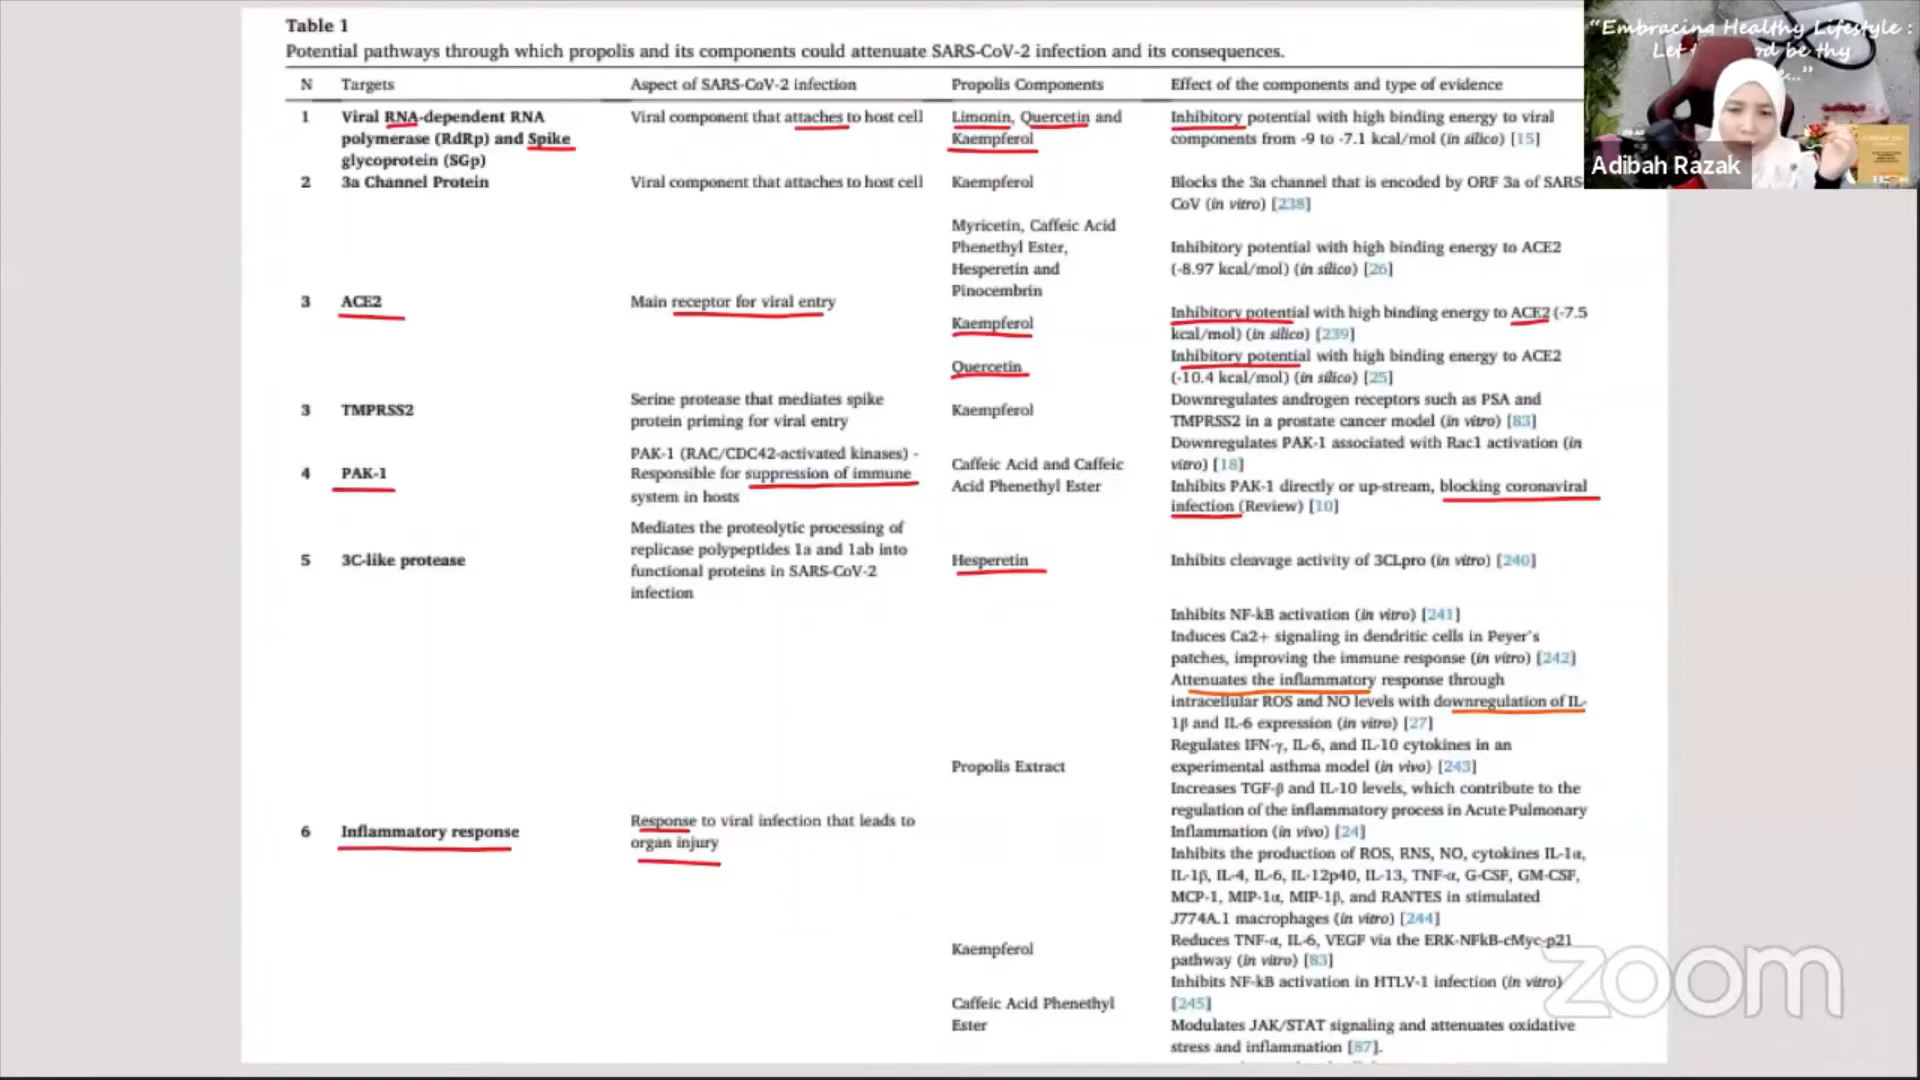 Table 1
Potential pathways through which propolis and its components could attenuate SARS-CoV-2 infection and its consequences.
N Targets Aspect of SARS-CoV-2 infection Propolis Components Effect of the components and type of evidence
1 Viral RNA-dependent RNA polymerase (RdRp) and Spike glycoprotein (SGp) Viral component that attaches to host cell Limonin, Quercetin and Kaempferol Inhibitory potential with high binding energy to viral components from -9 to -7.1 kcal/mol (in silico) [15]
2 3a Channel Protein Viral component that attaches to host cell Kaempferol Blocks the 3a channel that is encoded by ORF 3a of SARS-CoV (in vitro) [238]
Myricetin, Caffeic Acid Phenethyl Ester, Hesperetin and Pinocembrin Inhibitory potential with high binding energy to ACE2 (-8.97 kcal/mol) (in silico) [26]
3 ACE2 Main receptor for viral entry
Kaempferol Inhibitory potential with high binding energy to ACE2 (-7.5 kcal/mol) (in silico) [239]
Quercetin Inhibitory potential with high binding energy to ACE2 (-10.4 kcal/mol) (in silico) [25]
3 TMPRSS2 Serine protease that mediates spike protein priming for viral entry Kaempferol Downregulates androgen receptors such as PSA and TMPRSS2 in a prostate cancer model (in vitro) [83]
4 PAK-1 PAK-1 (RAC/CDC42-activated kinases) - Responsible for suppression of immune system in hosts Caffeic Acid and Caffeic Acid Phenethyl Ester Downregulates PAK-1 associated with Rac1 activation (in vitro) [18]
Inhibits PAK-1 directly or up-stream, blocking coronaviral infection (Review) [10]
5 3C-like protease Mediates the proteolytic processing of replicase polypeptides 1a and 1ab into functional proteins in SARS-CoV-2 infection Hesperetin Inhibits cleavage activity of 3CLpro (in vitro) [240]
6 Inflammatory response Response to viral infection that leads to organ injury
Propolis Extract
Inhibits NF-kB activation (in vitro) [241]
Induces Ca2+ signaling in dendritic cells in Peyer's patches, improving the immune response (in vitro) [242]
Attenuates the inflammatory response through intracellular ROS and NO levels with downregulation of IL-1β and IL-6 expression (in vitro) [27]
Regulates IFN-γ, IL-6, and IL-10 cytokines in an experimental asthma model (in vivo) [243]
Increases TGF-β and IL-10 levels, which contribute to the regulation of the inflammatory process in Acute Pulmonary Inflammation (in vivo) [24]
Inhibits the production of ROS, RNS, NO, cytokines IL-1α, IL-1β, IL-4, IL-6, IL-12p40, IL-13, TNF-α, G-CSF, GM-CSF, MCP-1, MIP-1α, MIP-1β, and RANTES in stimulated J774A.1 macrophages (in vitro) [244]
Kaempferol Reduces TNF-α, IL-6, VEGF via the ERK-NFkB-cMyc-p21 pathway (in vitro) [83]
Caffeic Acid Phenethyl Ester Inhibits NF-kB activation in HTLV-1 infection (in vitro) [245]
Modulates JAK/STAT signaling and attenuates oxidative stress and inflammation [87].
"Embracing Healthy Lifestyle :
Let be thy
Adibah Razak
zoom